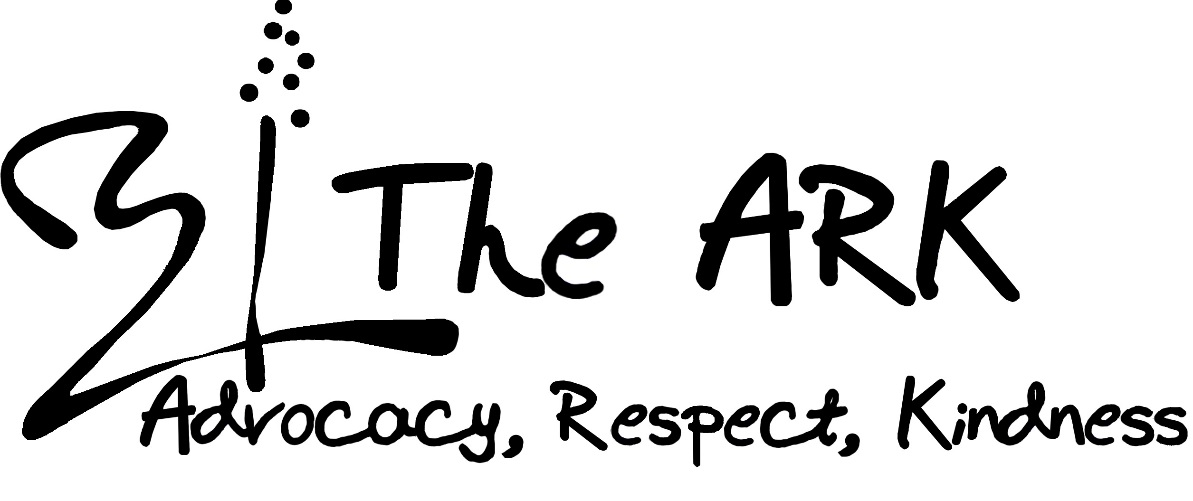 The ARK
Advocacy, Respect, Kindness